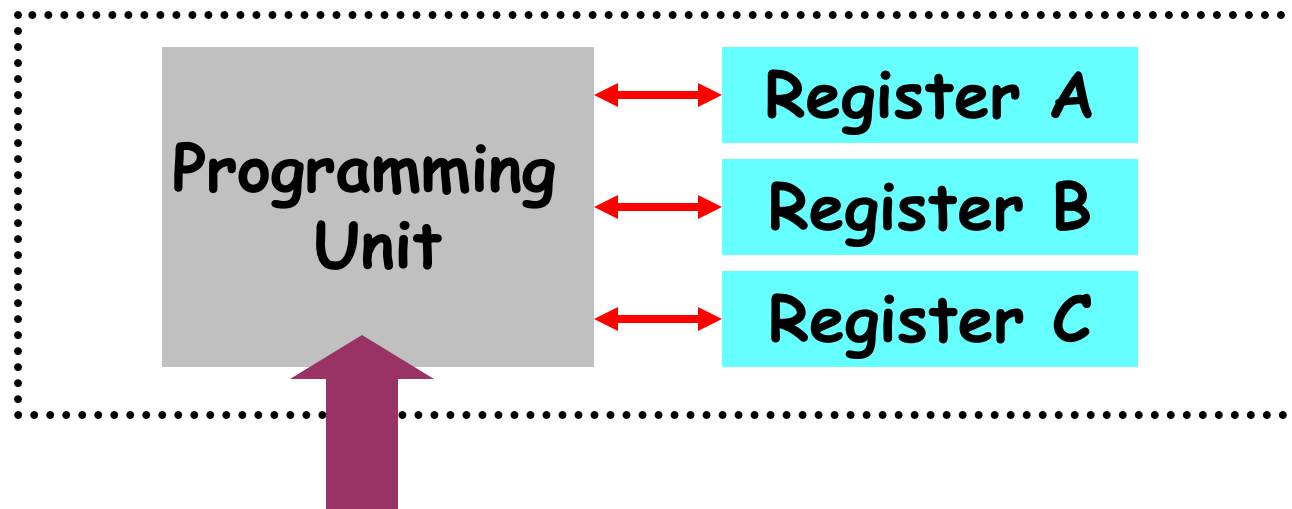 Programming
Unit
Register A
Register B
Register C